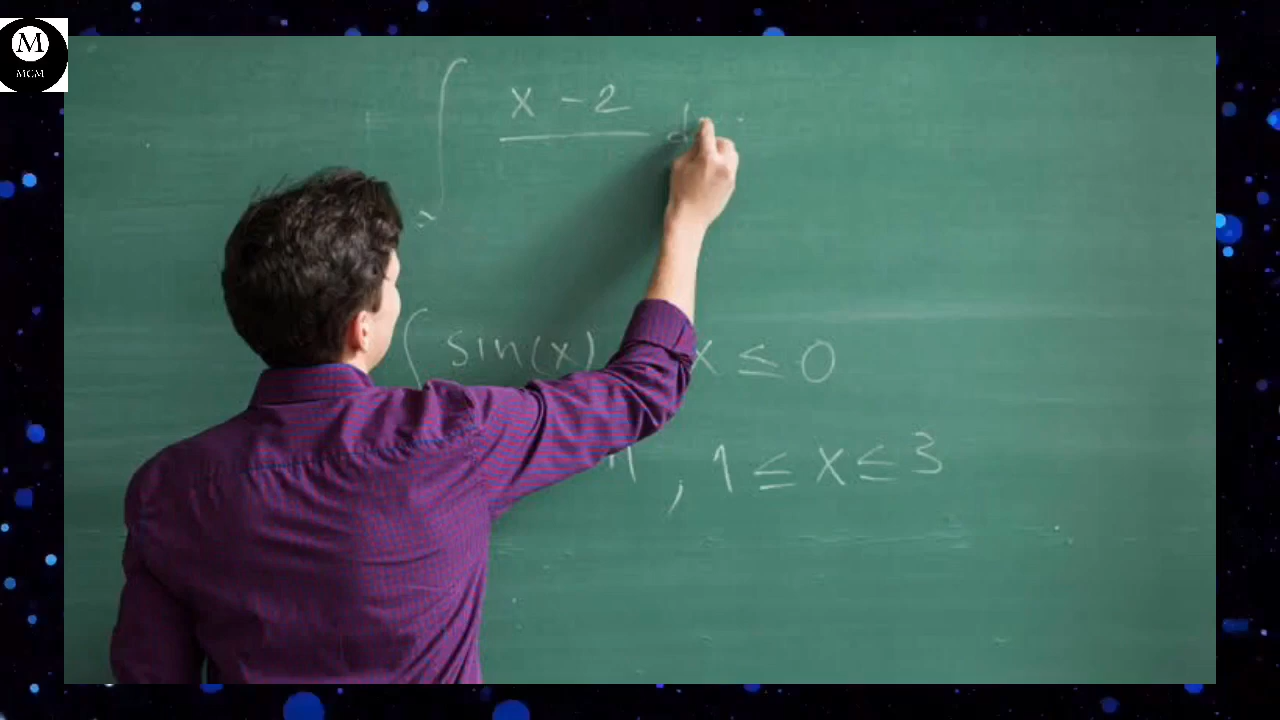 M
MCM
∫ x - 2 d
sin(x) x ≤ 0
, 1 ≤ x ≤ 3